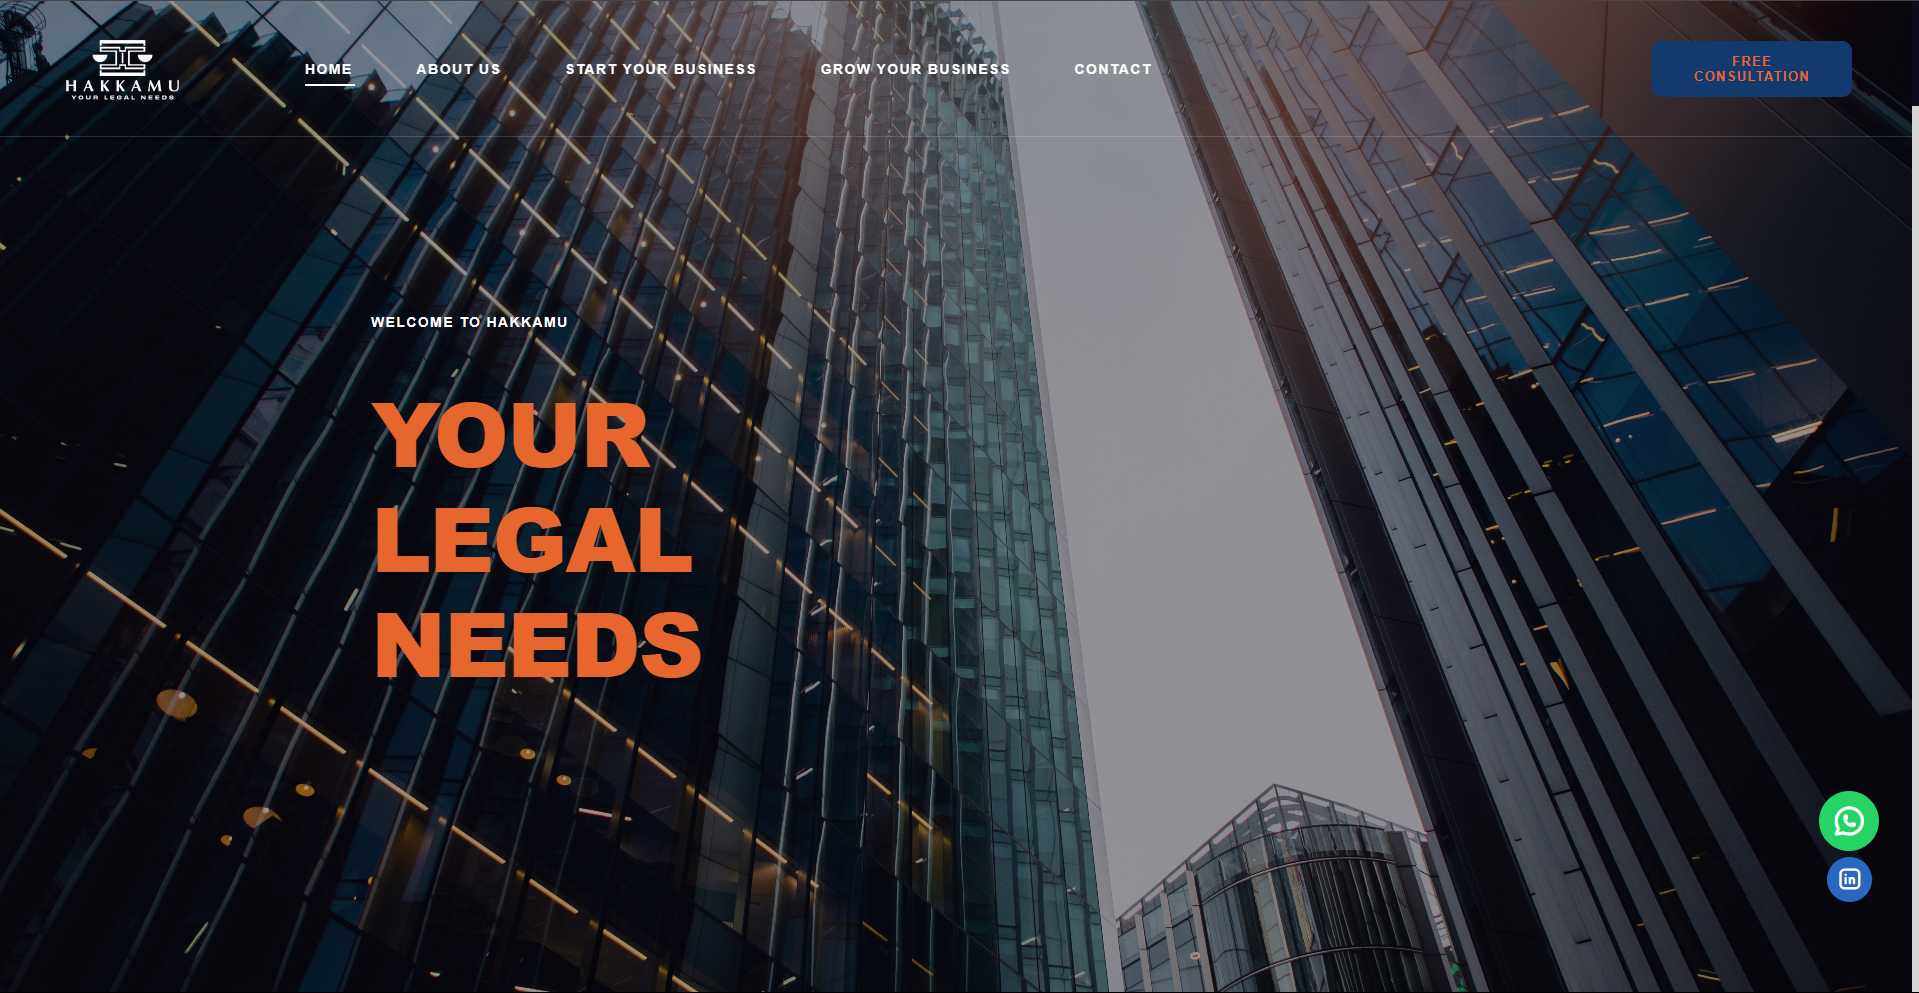 HAKKAMU
YOUR LEGAL NEEDS
HOME
ABOUT US
START YOUR BUSINESS
GROW YOUR BUSINESS
CONTACT
FREE
CONSULTATION
WELCOME TO HAKKAMU
YOUR
LEGAL
NEEDS
in